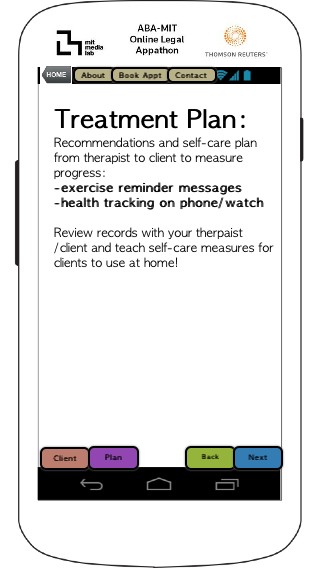 mit
media
lab
ABA-MIT
Online Legal
Appathon
THOMSON REUTERS
HOME About Book Appt Contact
Treatment Plan:
Recommendations and self-care plan
from therapist to client to measure
progress:
-exercise reminder messages
-health tracking on phone/watch
Review records with your therpaist
/client and teach self-care measures for
clients to use at home!
Client Plan Back Next